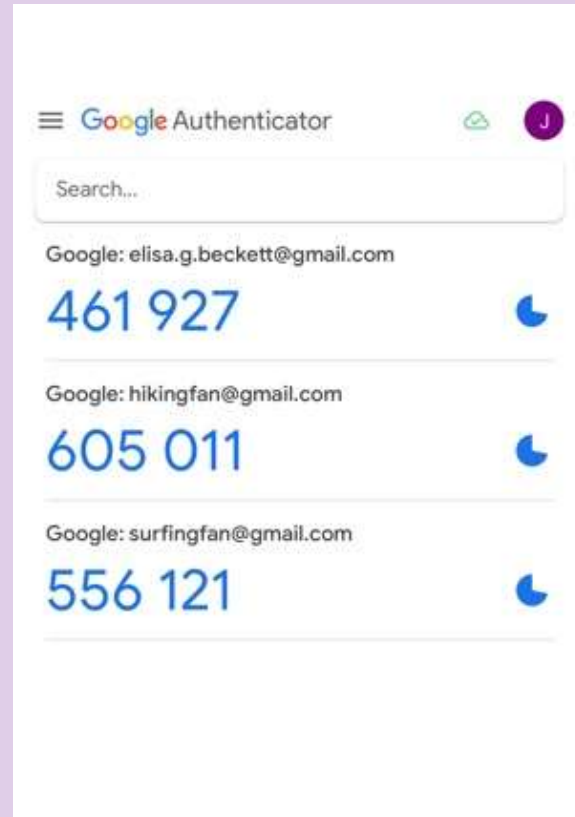 Google Authenticator
J
Search...
Google: elisa.g.beckett@gmail.com
461 927
Google: hikingfan@gmail.com
605 011
Google: surfingfan@gmail.com
556 121